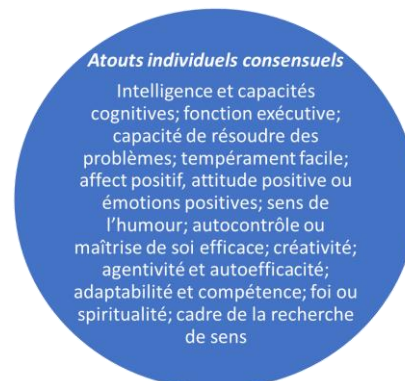 Atouts individuels consensuels
Intelligence et capacités
cognitives; fonction exécutive;
capacité de résoudre des
problèmes; tempérament facile;
affect positif, attitude positive ou
émotions positives; sens de
l'humour; autocontrôle ou
maîtrise de soi efficace; créativité;
agentivité et autoefficacité;
adaptabilité et compétence; foi ou
spiritualité; cadre de la recherche
de sens